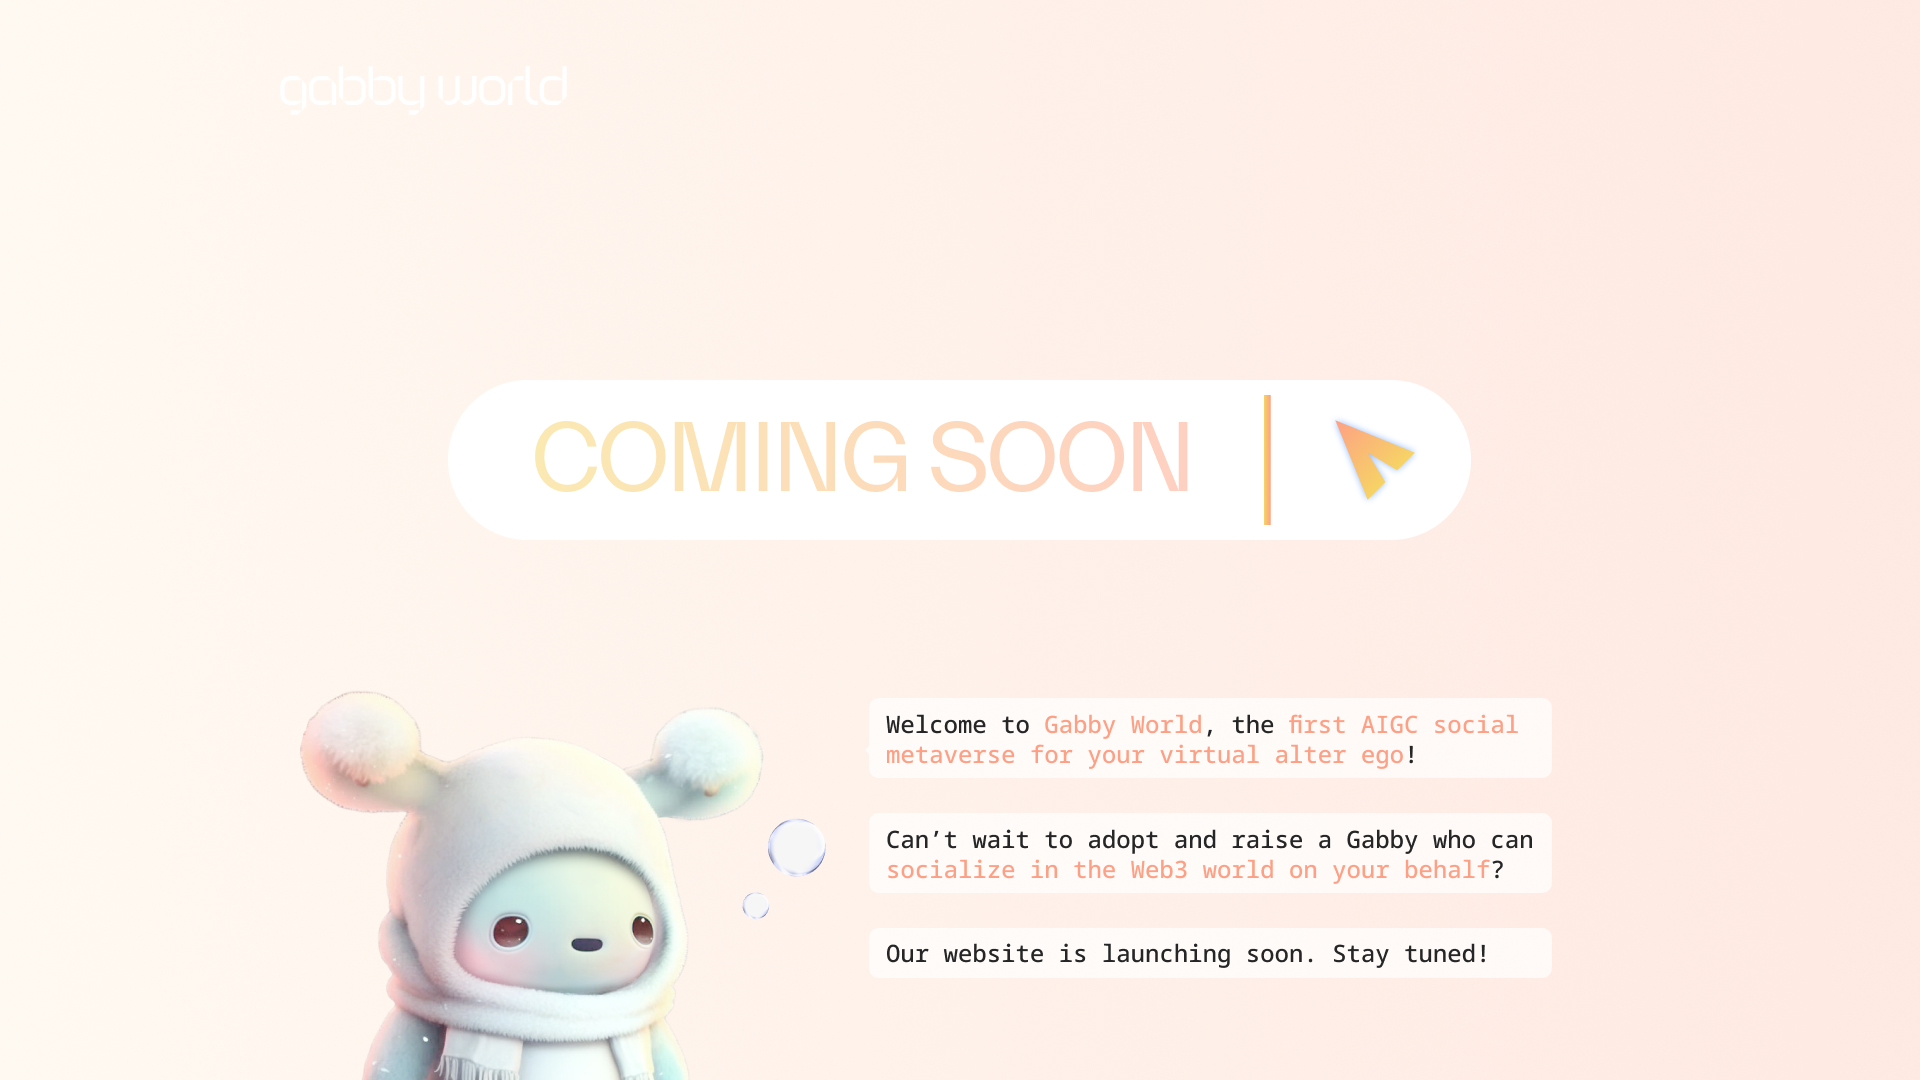 gabby world
COMING SOON
Welcome to Gabby World, the first AIGC social
metaverse for your virtual alter ego!
Can’t wait to adopt and raise a Gabby who can
socialize in the Web3 world on your behalf?
Our website is launching soon. Stay tuned!